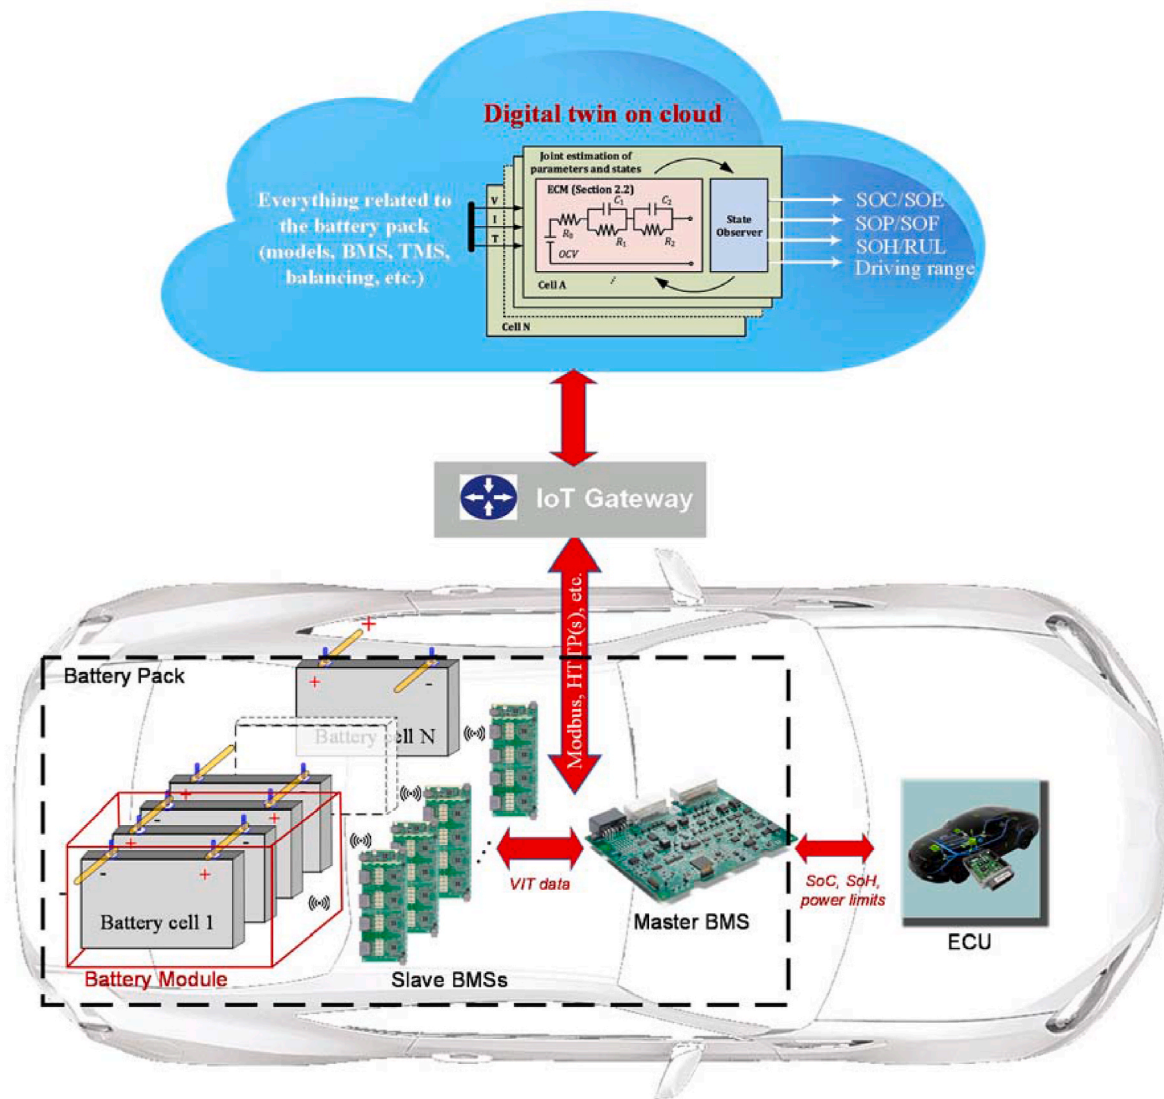 Digital twin on cloud
Everything related to
the battery pack
(models, BMS, TMS,
balancing, etc.)
V
I
T
Joint estimation of
parameters and states
ECM (Section 2.2)
C1
C2
R0
R1
R2
OCV
Cell A
Cell N
State
Observer
SOC/SOE
SOP/SOF
SOH/RUL
Driving range
IoT Gateway
Modbus, HTTP(s), etc.
Battery Pack
+
+
-
Battery cell N
+
-
+
-
-
+
Battery cell 1
Battery Module
Slave BMSs
VIT data
Master BMS
SoC, SoH,
power limits
ECU